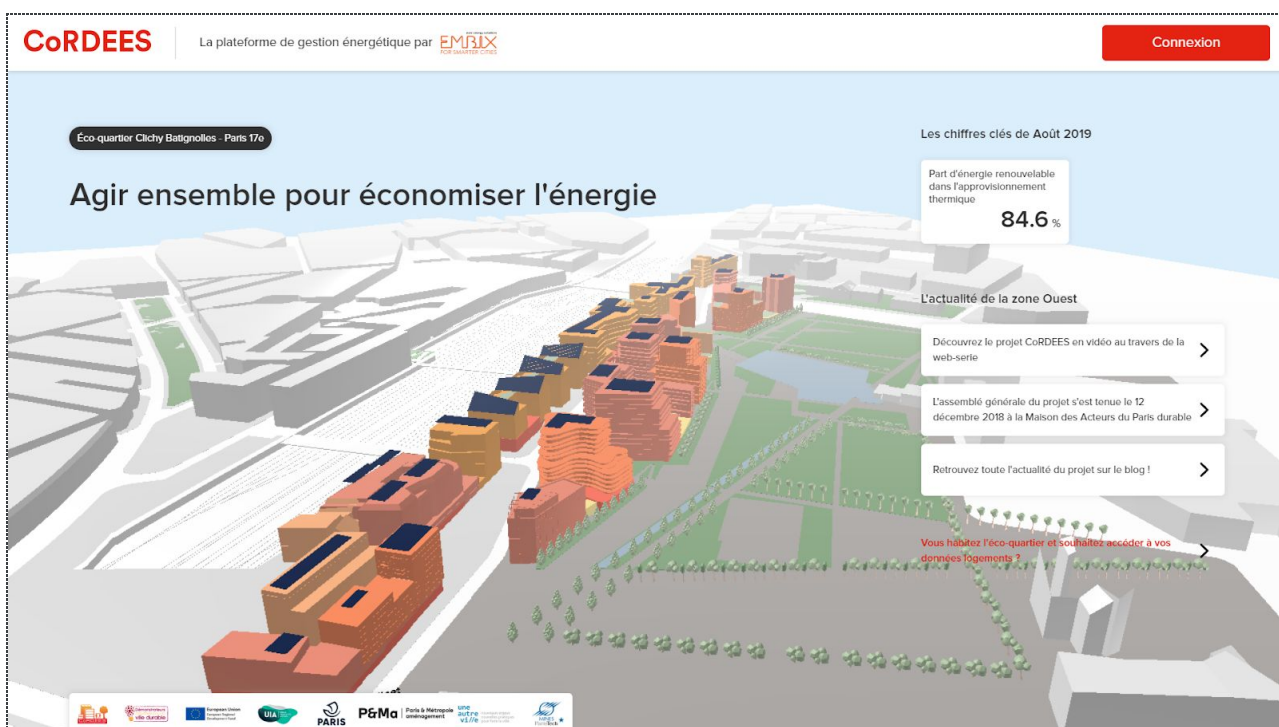 CoRDEES
La plateforme de gestion énergétique par EMBIX
FOR SMARTER CITIES
Connexion
Éco-quartier Clichy Batignolles - Paris 17e
Agir ensemble pour économiser l'énergie
Les chiffres clés de Août 2019
Part d'énergie renouvelable
dans l'approvisionnement
thermique
84.6 %
L'actualité de la zone Ouest
Découvrez le projet CoRDEES en vidéo au travers de la
web-serie
L'assemblé générale du projet s'est tenue le 12
décembre 2018 à la Maison des Acteurs du Paris durable
Retrouvez toute l'actualité du projet sur le blog !
Vous habitez l'éco-quartier et souhaitez accéder à vos
données logements ?
ville durable
European Union
UIA
PARIS
P&Ma
Paris & Métropole
aménagement
une
autre
vi//e
MINES
ParisTech